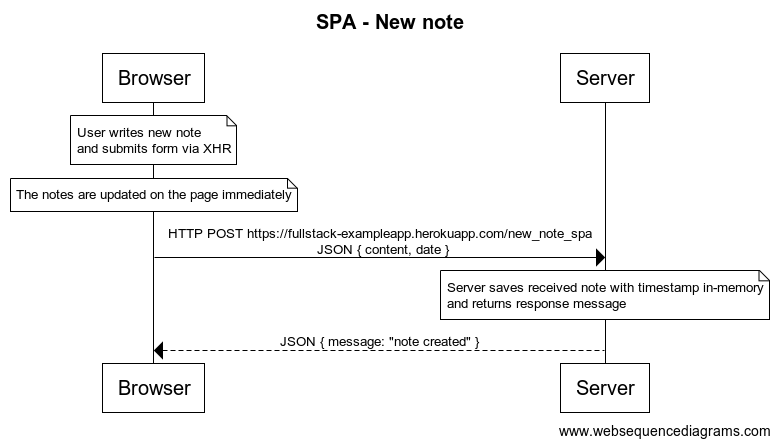 SPA - New note
Browser
Server
User writes new note
and submits form via XHR
The notes are updated on the page immediately
HTTP POST https://fullstack-exampleapp.herokuapp.com/new_note_spa
JSON { content, date }
Server saves received note with timestamp in-memory
and returns response message
JSON { message: "note created" }
Browser
Server
www.websequencediagrams.com